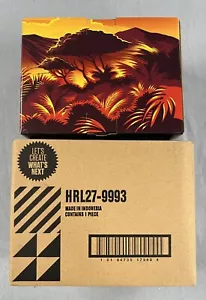 LET'S
CREATE
WHAT'S
NEXT
HRL27-9993
MADE IN INDONESIA
CONTAINS 1 PIECE